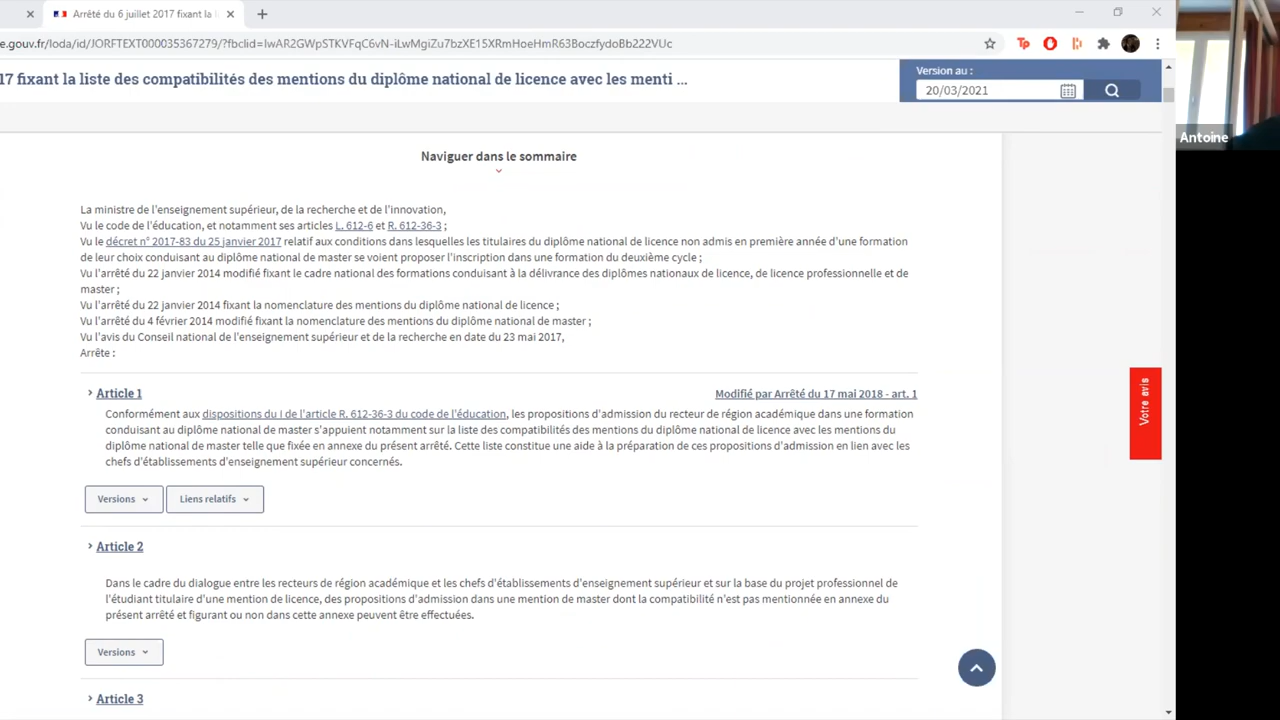 Arrêté du 6 juillet 2017 fixant la l
e.gouv.fr/loda/id/JORFTEXT000035367279/?fbclid=IwAR2GWpSTKVFqC6vN-iLwMgiZu7bzXE15XRmHoeHmR63BoczfydoBb222VUc
17 fixant la liste des compatibilités des mentions du diplôme national de licence avec les menti ...
Version au :
20/03/2021
Antoine
Naviguer dans le sommaire
La ministre de l'enseignement supérieur, de la recherche et de l'innovation,
Vu le code de l'éducation, et notamment ses articles L. 612-6 et R. 612-36-3 ;
Vu le décret n° 2017-83 du 25 janvier 2017 relatif aux conditions dans lesquelles les titulaires du diplôme national de licence non admis en première année d'une formation
de leur choix conduisant au diplôme national de master se voient proposer l'inscription dans une formation du deuxième cycle ;
Vu l'arrêté du 22 janvier 2014 modifié fixant le cadre national des formations conduisant à la délivrance des diplômes nationaux de licence, de licence professionnelle et de
master ;
Vu l'arrêté du 22 janvier 2014 fixant la nomenclature des mentions du diplôme national de licence ;
Vu l'arrêté du 4 février 2014 modifié fixant la nomenclature des mentions du diplôme national de master ;
Vu l'avis du Conseil national de l'enseignement supérieur et de la recherche en date du 23 mai 2017,
Arrête :
Article 1
Modifié par Arrêté du 17 mai 2018 - art. 1
Conformément aux dispositions du I de l'article R. 612-36-3 du code de l'éducation, les propositions d'admission du recteur de région académique dans une formation
conduisant au diplôme national de master s'appuient notamment sur la liste des compatibilités des mentions du diplôme national de licence avec les mentions du
diplôme national de master telle que fixée en annexe du présent arrêté. Cette liste constitue une aide à la préparation de ces propositions d'admission en lien avec les
chefs d'établissements d'enseignement supérieur concernés.
Votre avis
Versions
Liens relatifs
Article 2
Dans le cadre du dialogue entre les recteurs de région académique et les chefs d'établissements d'enseignement supérieur et sur la base du projet professionnel de
l'étudiant titulaire d'une mention de licence, des propositions d'admission dans une mention de master dont la compatibilité n'est pas mentionnée en annexe du
présent arrêté et figurant ou non dans cette annexe peuvent être effectuées.
Versions
Article 3